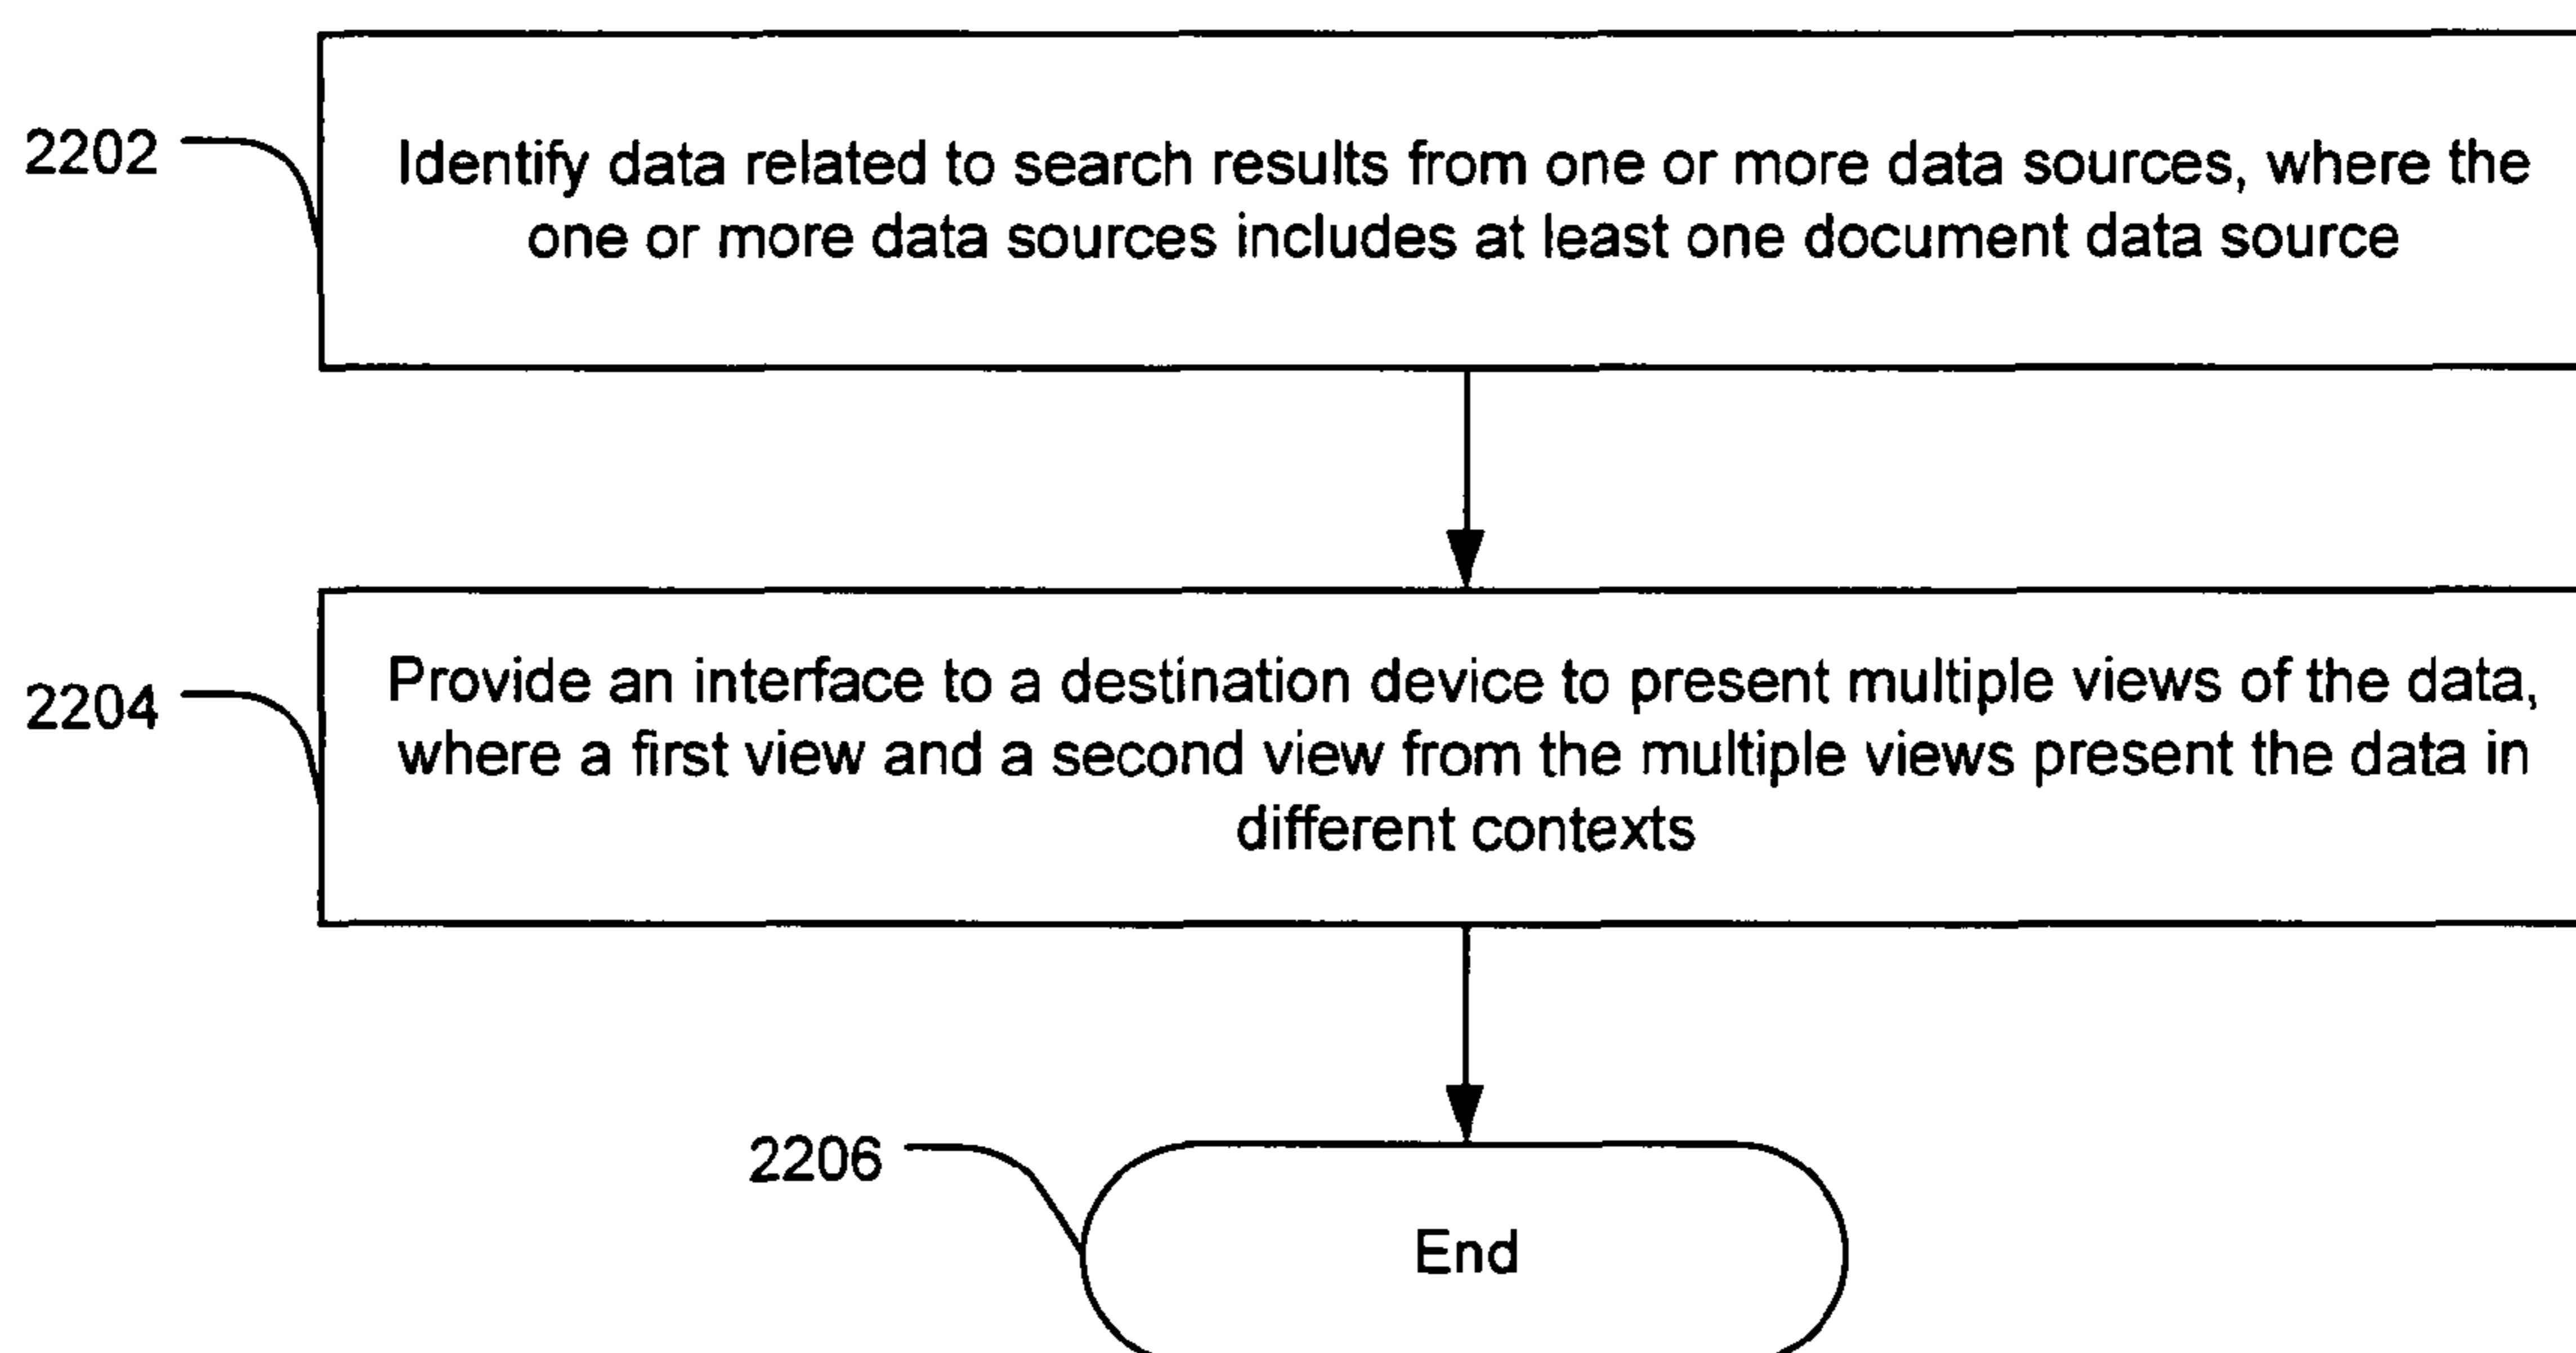 2202
Identify data related to search results from one or more data sources, where the
one or more data sources includes at least one document data source
2204
Provide an interface to a destination device to present multiple views of the data,
where a first view and a second view from the multiple views present the data in
different contexts
2206
End